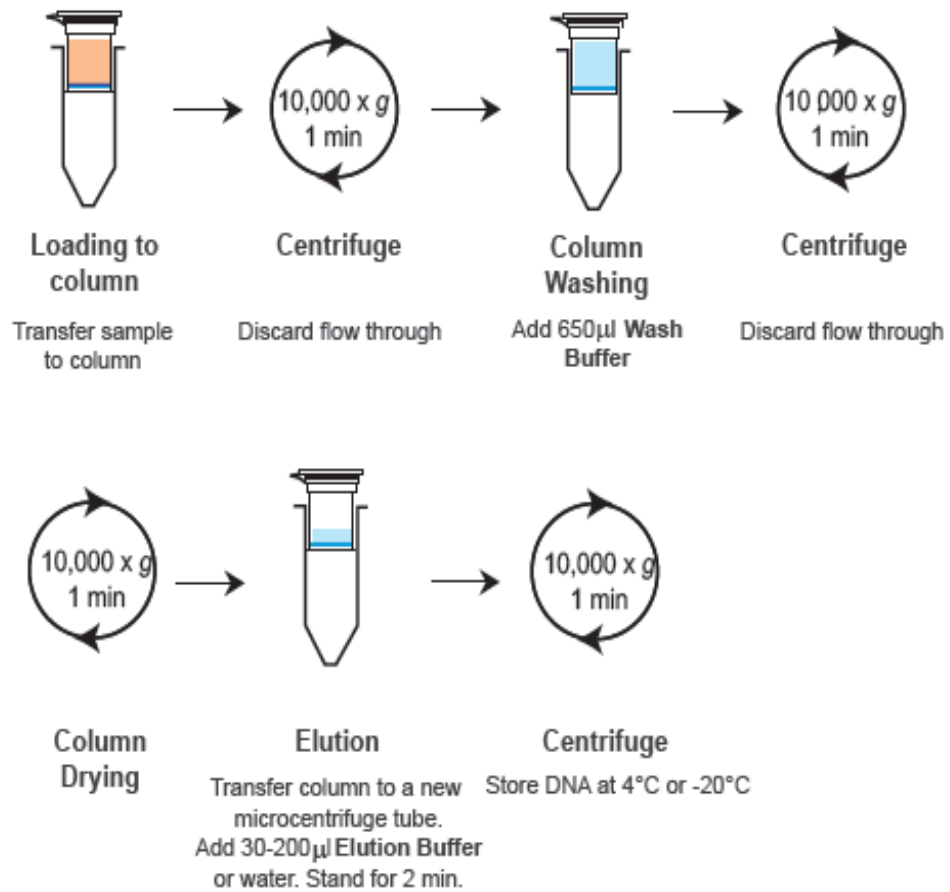 10,000 x g
1 min
10,000 x g
1 min
Loading to
column
Centrifuge
Column
Washing
Centrifuge
Transfer sample
to column
Discard flow through
Add 650µl Wash
Buffer
Discard flow through
10,000 x g
1 min
10,000 x g
1 min
Column
Drying
Elution
Centrifuge
Transfer column to a new
microcentrifuge tube.
Add 30-200µl Elution Buffer
or water. Stand for 2 min.
Store DNA at 4°C or -20°C